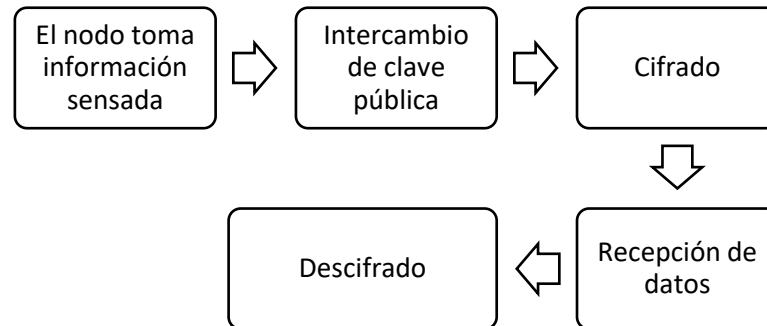 El nodo toma
información
sensada
Intercambio
de clave
pública
Cifrado
Recepción de
datos
Descifrado